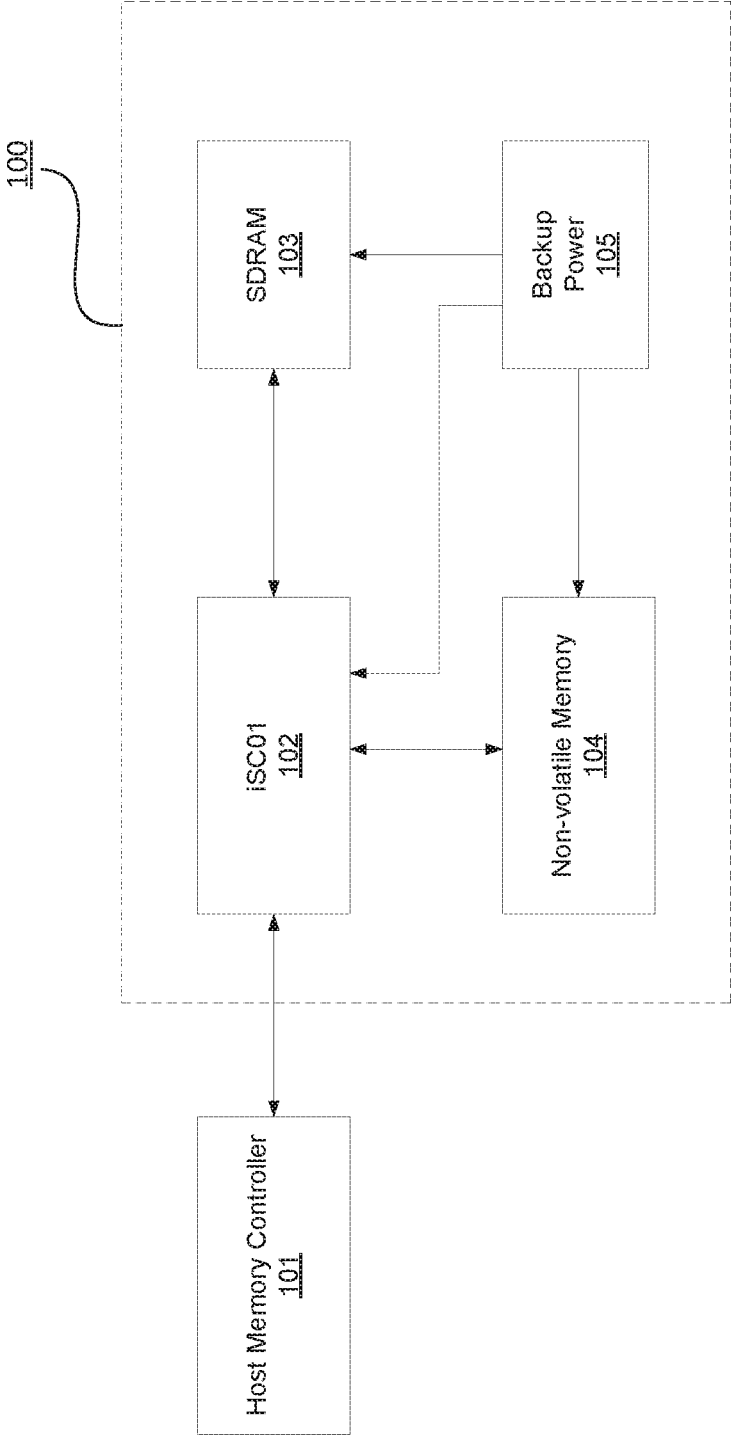 100
Host Memory Controller
101
iSC01
102
SDRAM
103
Non-volatile Memory
104
Backup
Power
105